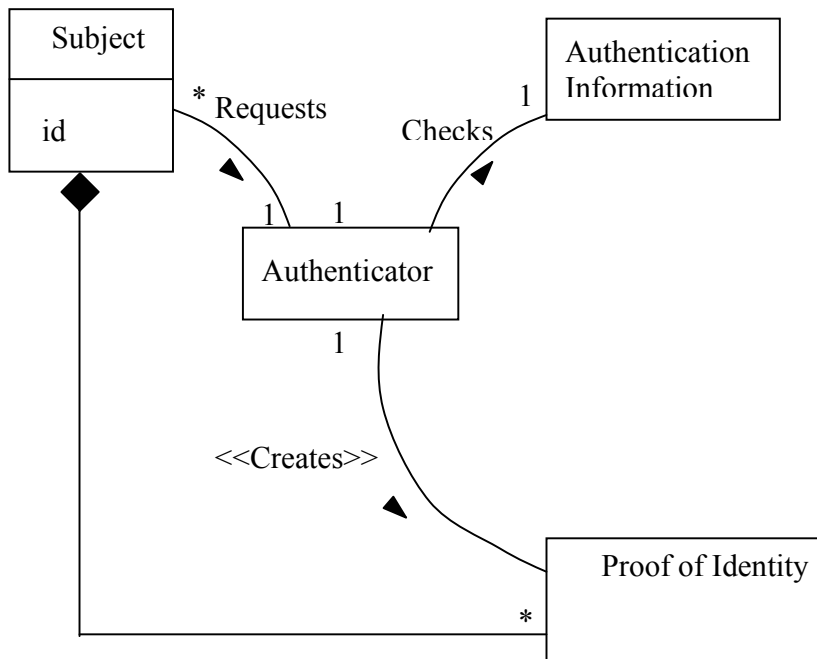 Subject
id
*
Requests
1
Authentication
Information
1
Checks
1
Authenticator
1
<<Creates>>
Proof of Identity
*